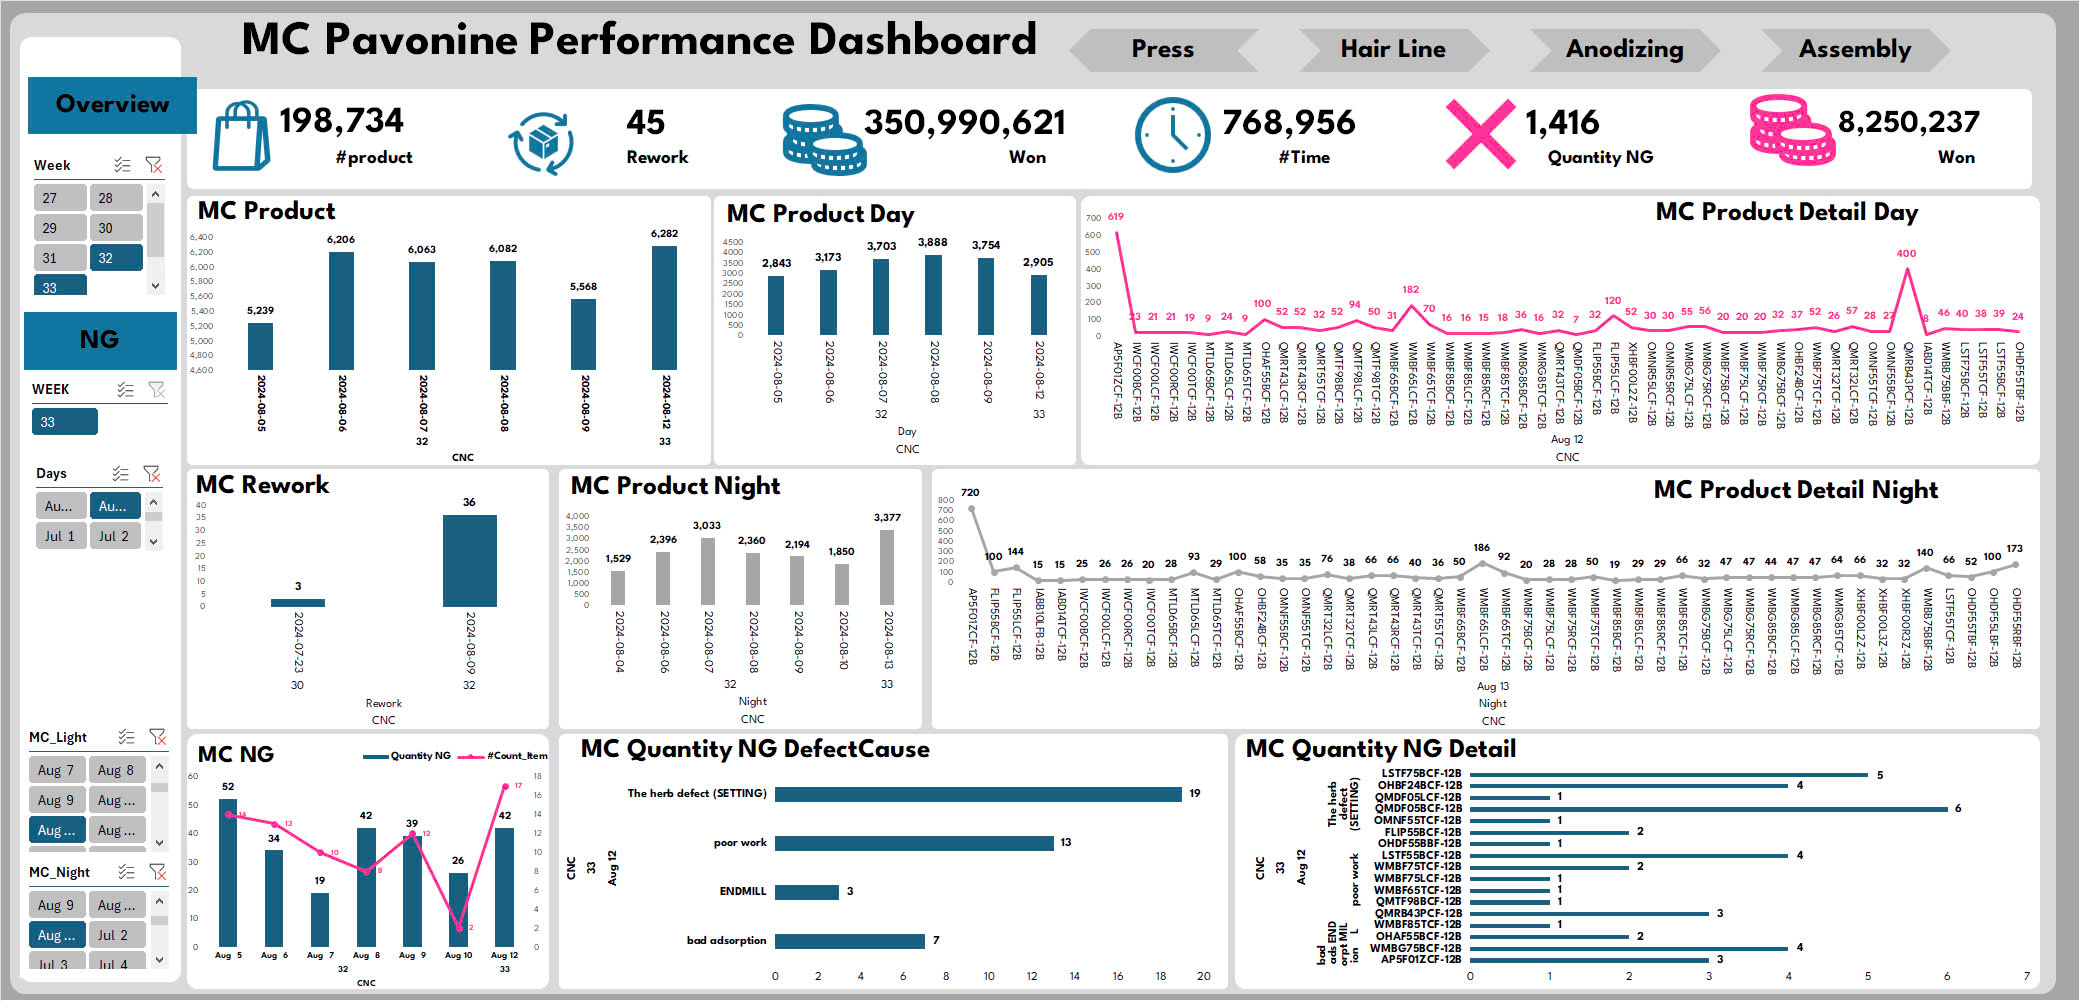 MC Pavonine Performance Dashboard
Press
Hair Line
Anodizing
Assembly
Overview
198,734
#product
45
Rework
350,990,621
Won
768,956
#Time
1,416
Quantity NG
8,250,237
Won
Week
27 28
29 30
31 32
33
NG
WEEK
33
Days
Au... Au...
Jul 1 Jul 2
MC_Light
Aug 7 Aug 8
Aug 9 Aug ...
Aug ... Aug ...
MC_Night
Aug 9 Aug ...
Aug ... Jul 2
Jul 3 Jul 4
MC Product
6,400
6,200
6,000
5,800
5,600
5,400
5,200
5,000
4,800
4,600
5,239 6,206 6,063 6,082 5,568 6,282
2024-08-05 2024-08-06 2024-08-07 2024-08-08 2024-08-09 2024-08-12
32 33
CNC
MC Product Day
4500
4000
3500
3000
2500
2000
1500
1000
500
0
2,843 3,173 3,703 3,888 3,754 2,905
2024-08-05 2024-08-06 2024-08-07 2024-08-08 2024-08-09 2024-08-12
32 33
Day
CNC
MC Product Detail Day
700
600
500
400
300
200
100
0
619 23 21 21 19 9 24 9 100 52 52 32 52 94 50 31 182 70 16 16 15 18 36 16 32 7 32 120 52 30 30 55 56 20 20 20 32 37 52 26 57 28 27 400 8 46 40 38 39 24
AP5F01ZCF-12B IWCF00BCF-12B IWCF00LCF-12B IWCF00RCF-12B IWCF00TCF-12B MTLD65BCF-12B MTLD65LCF-12B MTLD65TCF-12B OHAF55BCF-12B QMRT43LCF-12B QMRT43RCF-12B QMRT55TCF-12B QMTF98BCF-12B QMTF98LCF-12B QMTF98TCF-12B WMBF65BCF-12B WMBF65LCF-12B WMBF65TCF-12B WMBF85BCF-12B WMBF85LCF-12B WMBF85RCF-12B WMBF85TCF-12B WMBG85BCF-12B WMRG85TCF-12B QMRT43TCF-12B QMDF05BCF-12B FLIP55BCF-12B FLIP55LCF-12B XHBF00L2Z-12B OMNR55LCF-12B OMNR55RCF-12B WMBG75LCF-12B WMBG75RCF-12B WMBF75BCF-12B WMBF75LCF-12B WMBF75RCF-12B WMBG75BCF-12B OHBF24BCF-12B WMBF75TCF-12B QMRT32TCF-12B QMRT32LCF-12B OMNF55TCF-12B OMNF55BCF-12B QMRB43PCF-12B IABD14TCF-12B WMBB75BBF-12B LSTF75BCF-12B LSTF55TCF-12B LSTF55BCF-12B OHDF55TBF-12B
Aug 12
CNC
MC Rework
40
35
30
25
20
15
10
5
0
3 36
2024-07-23 2024-08-09
30 32
Rework
CNC
MC Product Night
4,000
3,500
3,000
2,500
2,000
1,500
1,000
500
0
1,529 2,396 3,033 2,360 2,194 1,850 3,377
2024-08-04 2024-08-06 2024-08-07 2024-08-08 2024-08-09 2024-08-10 2024-08-13
32 33
Night
CNC
MC Product Detail Night
800
700
600
500
400
300
200
100
0
720 100 144 15 15 25 26 26 20 28 93 29 100 58 35 35 76 38 66 66 40 36 50 186 92 20 28 28 50 19 29 29 66 32 47 47 44 47 47 64 66 32 32 140 66 52 100 173
AP5F01ZCF-12B FLIP55BCF-12B FLIP55LCF-12B IABB10LFB-12B IABD14TCF-12B IWCF00BCF-12B IWCF00LCF-12B IWCF00RCF-12B IWCF00TCF-12B MTLD65BCF-12B MTLD65LCF-12B MTLD65TCF-12B OHAF55BCF-12B OHBF24BCF-12B OMNF55BCF-12B OMNF55TCF-12B QMRT32LCF-12B QMRT32TCF-12B QMRT43LCF-12B QMRT43RCF-12B QMRT43TCF-12B QMRT55TCF-12B WMBF65BCF-12B WMBF65LCF-12B WMBF65TCF-12B WMBF75BCF-12B WMBF75LCF-12B WMBF75RCF-12B WMBF75TCF-12B WMBF85BCF-12B WMBF85LCF-12B WMBF85RCF-12B WMBF85TCF-12B WMBG75BCF-12B WMBG75LCF-12B WMBG75RCF-12B WMBG85BCF-12B WMBG85LCF-12B WMBG85RCF-12B WMRG85TCF-12B XHBF00L2Z-12B XHBF00L3Z-12B XHBF00R3Z-12B WMBB75BBF-12B LSTF55TCF-12B OHDF55TBF-12B OHDF55LBF-12B OHDF55RBF-12B
Aug 13
Night
CNC
MC NG
Quantity NG #Count_Item
60
50
40
30
20
10
0
52 34 19 42 39 26 42
14 13 10 8 12 2 17
18
16
14
12
10
8
6
4
2
0
Aug 5 Aug 6 Aug 7 Aug 8 Aug 9 Aug 10 Aug 12
32 33
CNC
MC Quantity NG DefectCause
The herb defect (SETTING) 19
poor work 13
ENDMILL 3
bad adsorption 7
CNC
33
Aug 12
0 2 4 6 8 10 12 14 16 18 20
MC Quantity NG Detail
CNC
33
Aug 12
The herb defect (SETTING)
LSTF75BCF-12B 5
OHBF24BCF-12B 4
QMDF05LCF-12B 1
QMDF05BCF-12B 6
OMNF55TCF-12B 1
FLIP55BCF-12B 2
OHDF55BBF-12B 1
poor work
LSTF55BCF-12B 4
WMBF75TCF-12B 2
WMBF75LCF-12B 1
WMBF65TCF-12B 1
QMTF98BCF-12B 1
QMRB43PCF-12B 3
END MIL L
WMBF85TCF-12B 1
OHAF55BCF-12B 2
bad ads orpt ion
WMBG75BCF-12B 4
AP5F01ZCF-12B 3
0 1 2 3 4 5 6 7